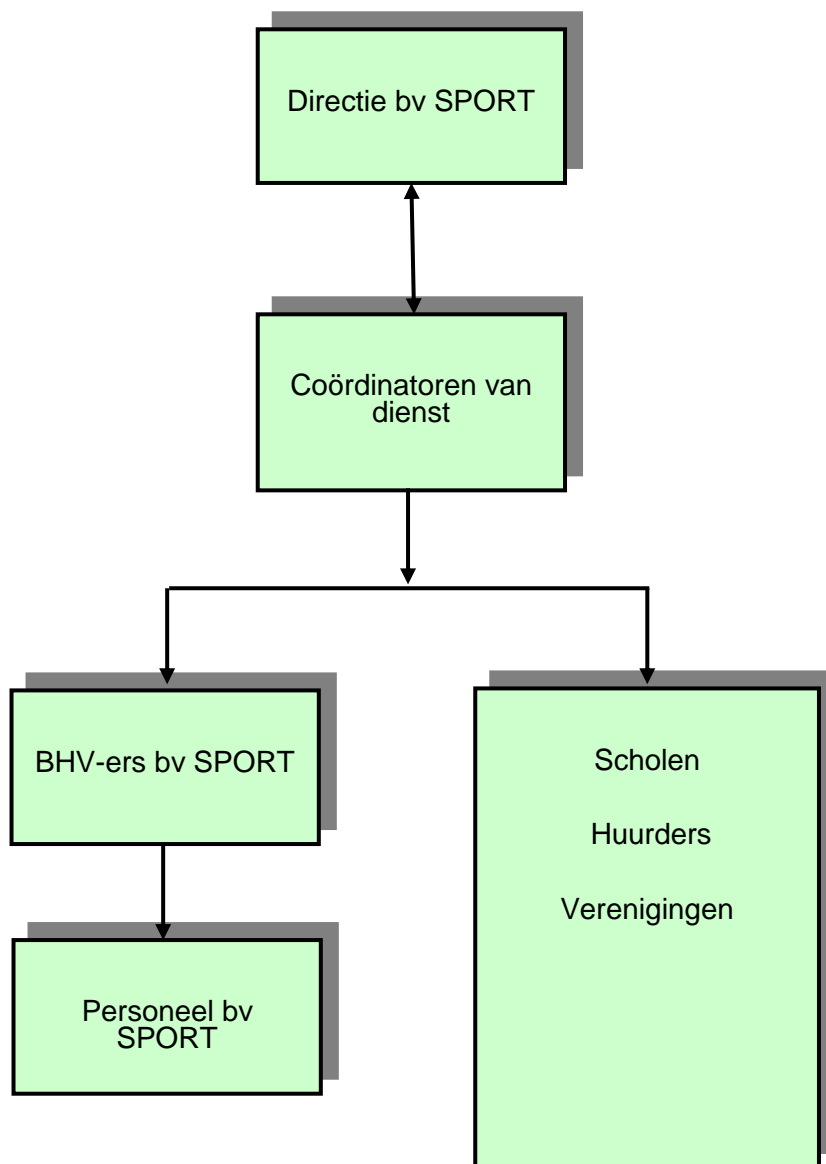 Directie bv SPORT
Coördinatoren van
dienst
BHV-ers bv SPORT
Personeel bv
SPORT
Scholen
Huurders
Verenigingen